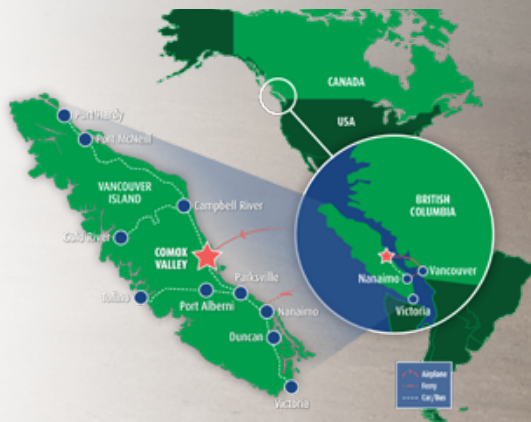 CANADA
USA
Port Hardy
Port McNeill
VANCOUVER
ISLAND
Campbell River
Gold River
COMOX
VALLEY
Parksville
Tofino
Port Alberni
Nanaimo
Duncan
Victoria
BRITISH
COLUMBIA
Nanaimo
Vancouver
Victoria
Airplane
Ferry
Car/Bus